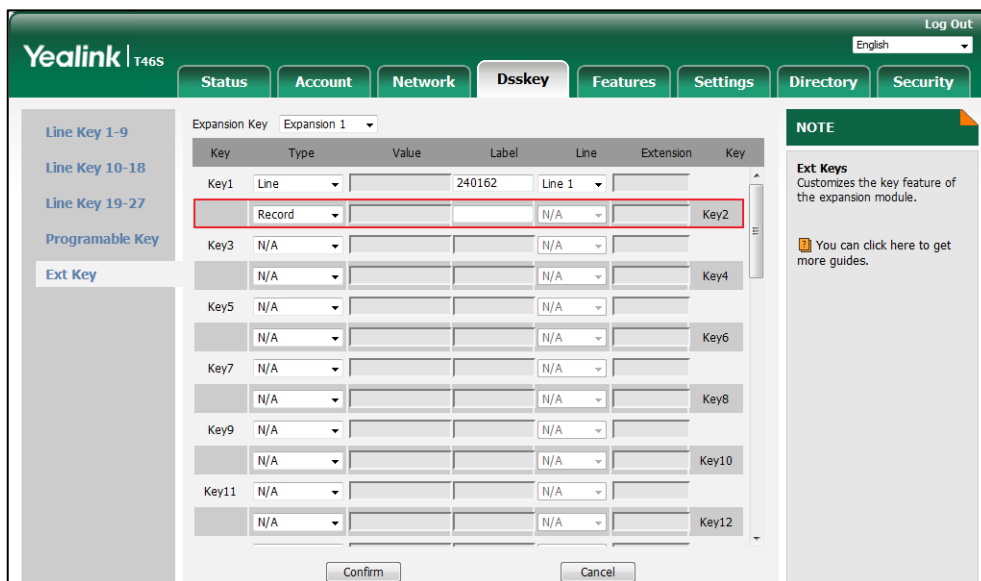 Log Out
Yealink T46S
English
Status Account Network Dsskey Features Settings Directory Security
Line Key 1-9
Line Key 10-18
Line Key 19-27
Programable Key
Ext Key
Expansion Key Expansion 1
Key Type Value Label Line Extension Key
Key1 Line 240162 Line 1
Record N/A Key2
Key3 N/A N/A
N/A N/A Key4
Key5 N/A N/A
N/A N/A Key6
Key7 N/A N/A
N/A N/A Key8
Key9 N/A N/A
N/A N/A Key10
Key11 N/A N/A
N/A N/A Key12
Confirm Cancel
NOTE
Ext Keys
Customizes the key feature of
the expansion module.
You can click here to get
more guides.